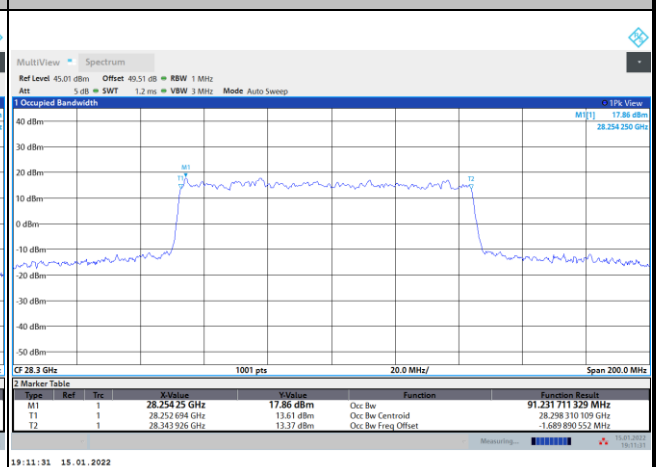 MultiView Spectrum
Ref Level 45.01 dBm Offset 49.51 dB RBW 1 MHz
Att 5 dB SWT 1.2 ms VBW 3 MHz Mode Auto Sweep
1 Occupied Bandwidth 1Pk View
M1[1] 17.86 dBm
28.254 250 GHz
40 dBm
30 dBm
M1
20 dBm
T1 T2
10 dBm
0 dBm
-10 dBm
-20 dBm
-30 dBm
-40 dBm
-50 dBm
CF 28.3 GHz 1001 pts 20.0 MHz/ Span 200.0 MHz
2 Marker Table
Type Ref Trc X-Value Y-Value Function Function Result
M1 1 28.25425 GHz 17.86 dBm Occ Bw 91.231 711 329 MHz
T1 1 28.252 694 GHz 13.61 dBm Occ Bw Centroid 28.298 310 109 GHz
T2 1 28.343 926 GHz 13.37 dBm Occ Bw Freq Offset -1.689 890 552 MHz
Measuring... 15.01.2022
19:11:31
19:11:31 15.01.2022